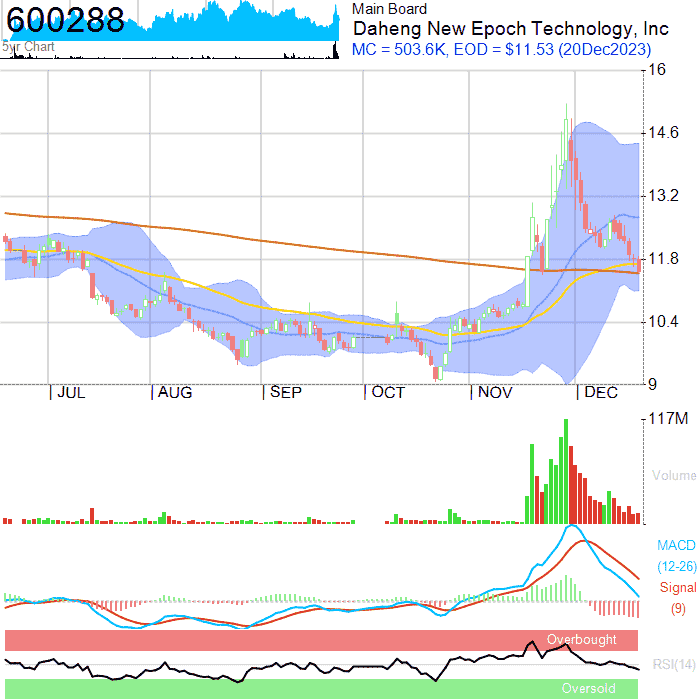 600288
5yr Chart
Main Board
Daheng New Epoch Technology, Inc
MC = 503.6K, EOD = $11.53 (20Dec2023)
16
14.6
13.2
11.8
10.4
9
JUL AUG SEP OCT NOV DEC
117M
Volume
MACD
(12-26)
Signal
(9)
Overbought
RSI(14)
Oversold